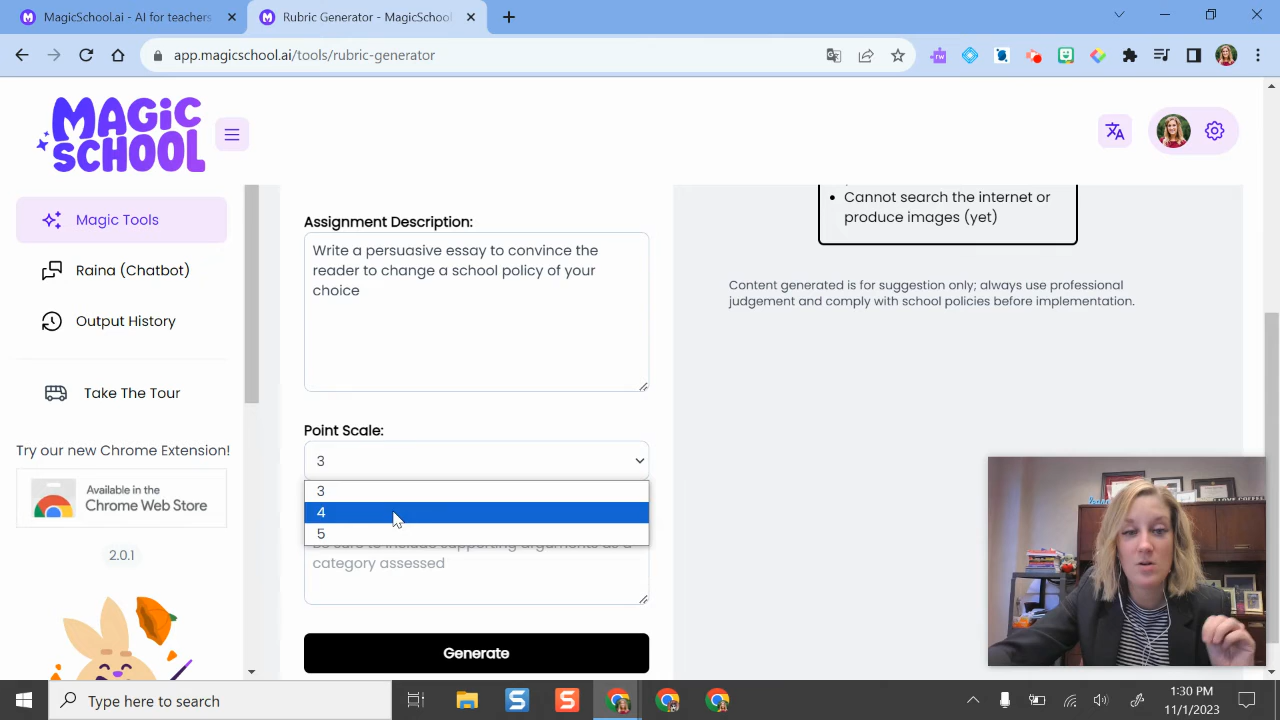 MagicSchool.ai - AI for teachers
Rubric Generator - MagicSchool
app.magicschool.ai/tools/rubric-generator
MAGIC
SCHOOL
Magic Tools
Raina (Chatbot)
Output History
Take The Tour
Try our new Chrome Extension!
Available in the
Chrome Web Store
2.0.1
Assignment Description:
Write a persuasive essay to convince the
reader to change a school policy of your
choice
Point Scale:
3
3
4
5
category assessed
Generate
Cannot search the internet or
produce images (yet)
Content generated is for suggestion only; always use professional
judgement and comply with school policies before implementation.
Type here to search
1:30 PM
11/1/2023